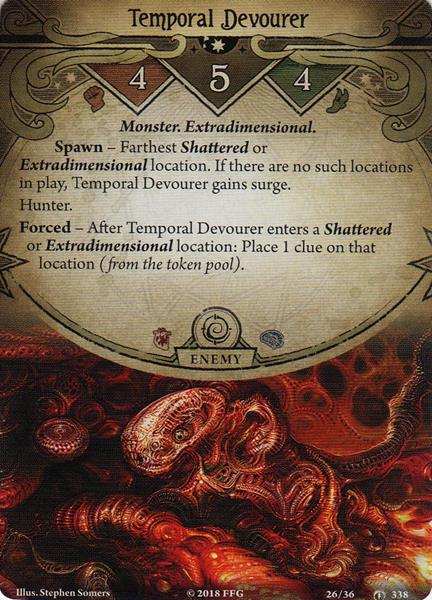 Temporal Devourer
4 5 4
Monster. Extradimensional.
Spawn – Farthest Shattered or
Extradimensional location. If there are no such locations
in play, Temporal Devourer gains surge.
Hunter.
Forced – After Temporal Devourer enters a Shattered
or Extradimensional location: Place 1 clue on that
location (from the token pool).
ENEMY
Illus. Stephen Somers © 2018 FFG 26/36 338